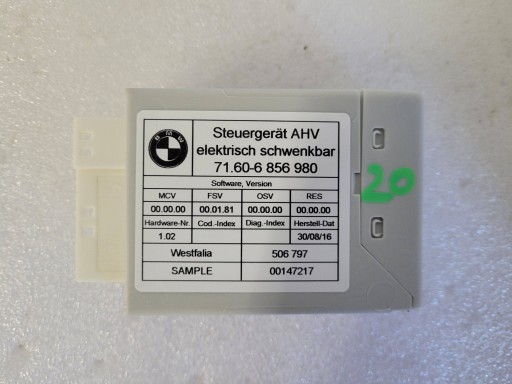 BMW
Steuergerät AHV
elektrisch schwenkbar
71.60-6 856 980
Software, Version
MCV FSV OSV RES
00.00.00 00.01.81 00.00.00 00.00.00
Hardware-Nr. Cod.-Index Diag.-Index Herstell-Dat
1.02 30/08/16
Westfalia 506 797
SAMPLE 00147217
20